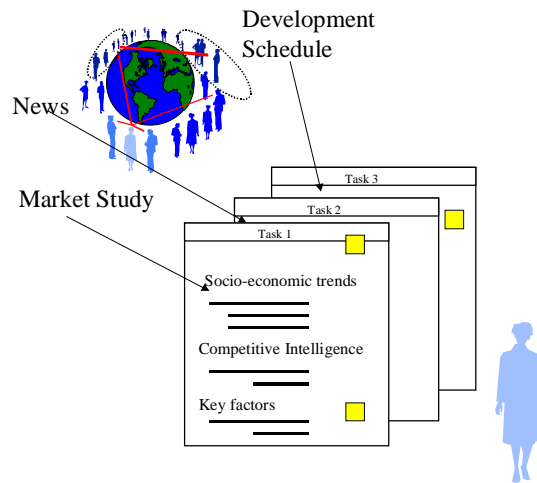 Development
Schedule
News
Market Study
Task 3
Task 2
Task 1
Socio-economic trends
Competitive Intelligence
Key factors